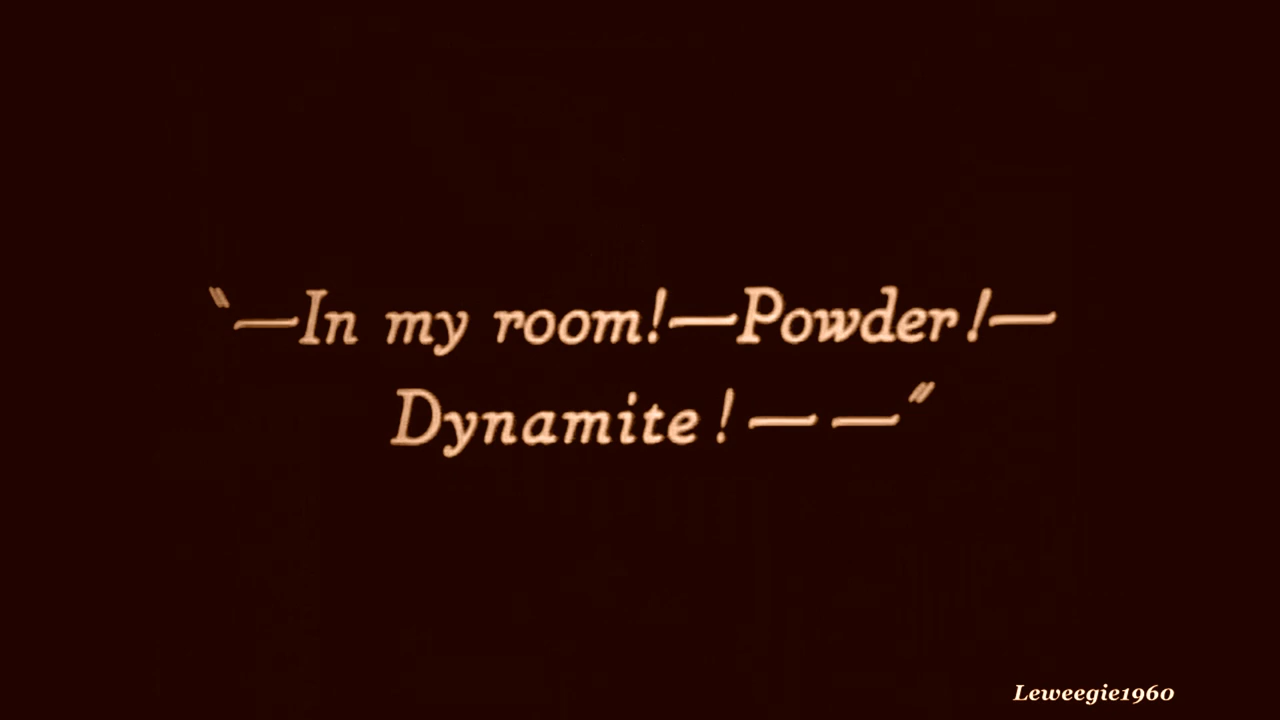 "—In my room!—Powder!—
Dynamite!— —"
Leweegie1960